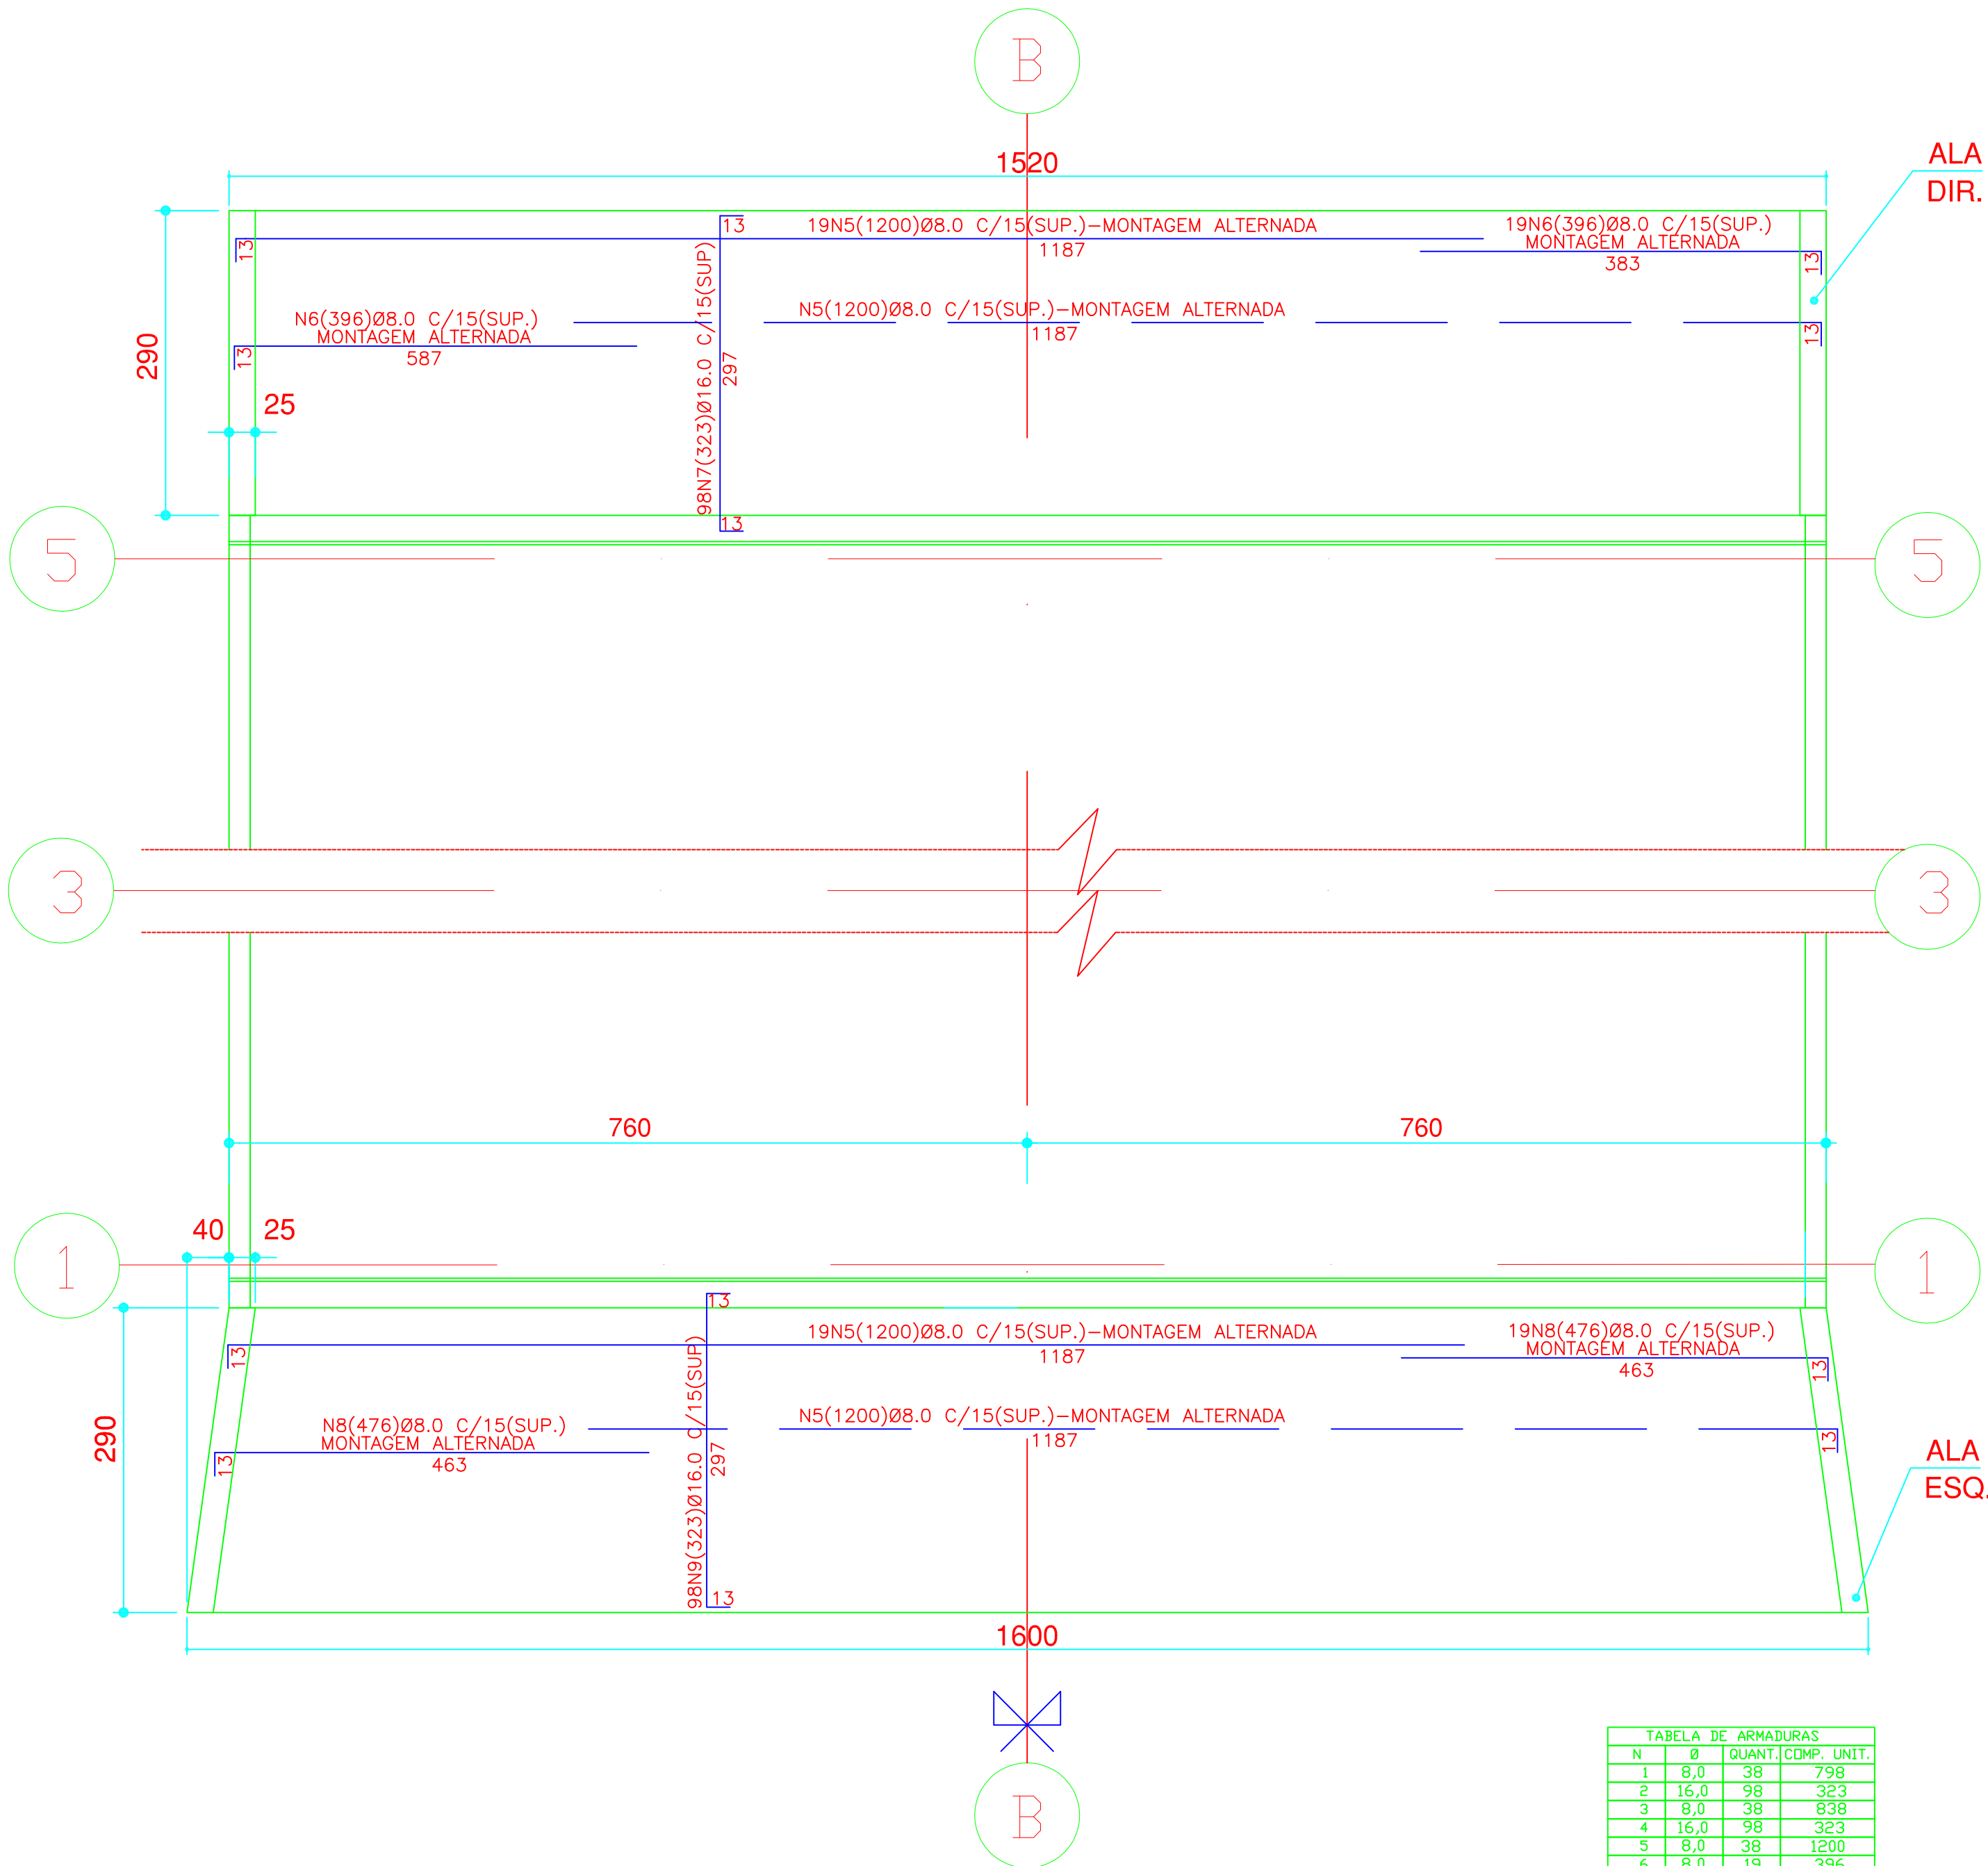 B
1520
ALA
DIR.
13
19N5(1200)Ø8.0 C/15(SUP.)-MONTAGEM ALTERNADA
1187
13
19N6(396)Ø8.0 C/15(SUP.)
MONTAGEM ALTERNADA
383
13
98N7(323)Ø16.0 C/15(SUP)
297
13
N6(396)Ø8.0 C/15(SUP.)
MONTAGEM ALTERNADA
587
13
N5(1200)Ø8.0 C/15(SUP.)-MONTAGEM ALTERNADA
1187
13
290
25
5
5
3
3
760
760
40
25
1
1
13
19N5(1200)Ø8.0 C/15(SUP.)-MONTAGEM ALTERNADA
1187
13
19N8(476)Ø8.0 C/15(SUP.)
MONTAGEM ALTERNADA
463
13
98N9(323)Ø16.0 C/15(SUP)
297
13
N8(476)Ø8.0 C/15(SUP.)
MONTAGEM ALTERNADA
463
13
N5(1200)Ø8.0 C/15(SUP.)-MONTAGEM ALTERNADA
1187
13
290
ALA
ESQ.
1600
B
TABELA DE ARMADURAS
N Ø QUANT. COMP. UNIT.
1 8,0 38 798
2 16,0 98 323
3 8,0 38 838
4 16,0 98 323
5 8,0 38 1200
6 8,0 19 396